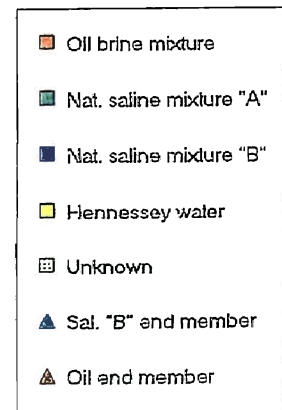 Oil brine mixture
Nat. saline mixture "A"
Nat. saline mixture "B"
Hennessey water
Unknown
Sal. "B" end member
Oil end member